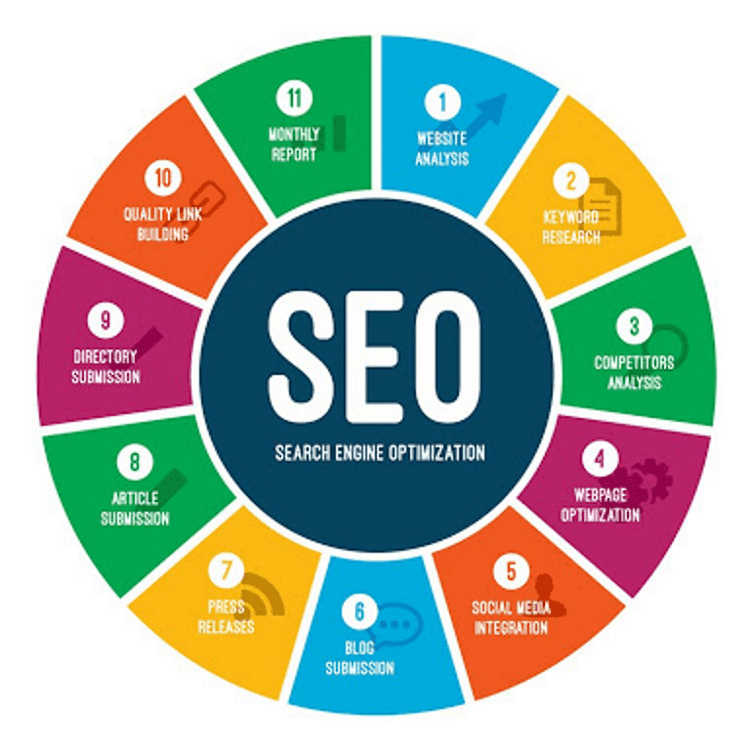 SEO
SEARCH ENGINE OPTIMIZATION
1
WEBSITE
ANALYSIS
2
KEYWORD
RESEARCH
3
COMPETITORS
ANALYSIS
4
WEBPAGE
OPTIMIZATION
5
SOCIAL MEDIA
INTEGRATION
6
BLOG
SUBMISSION
7
PRESS
RELEASES
8
ARTICLE
SUBMISSION
9
DIRECTORY
SUBMISSION
10
QUALITY LINK
BUILDING
11
MONTHLY
REPORT